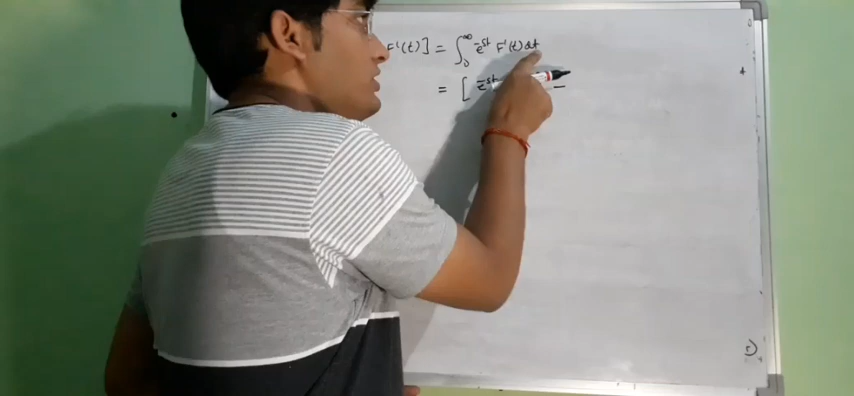 F'(t)] = ∫₀^∞ e^-st F'(t) dt
= [ e^-st